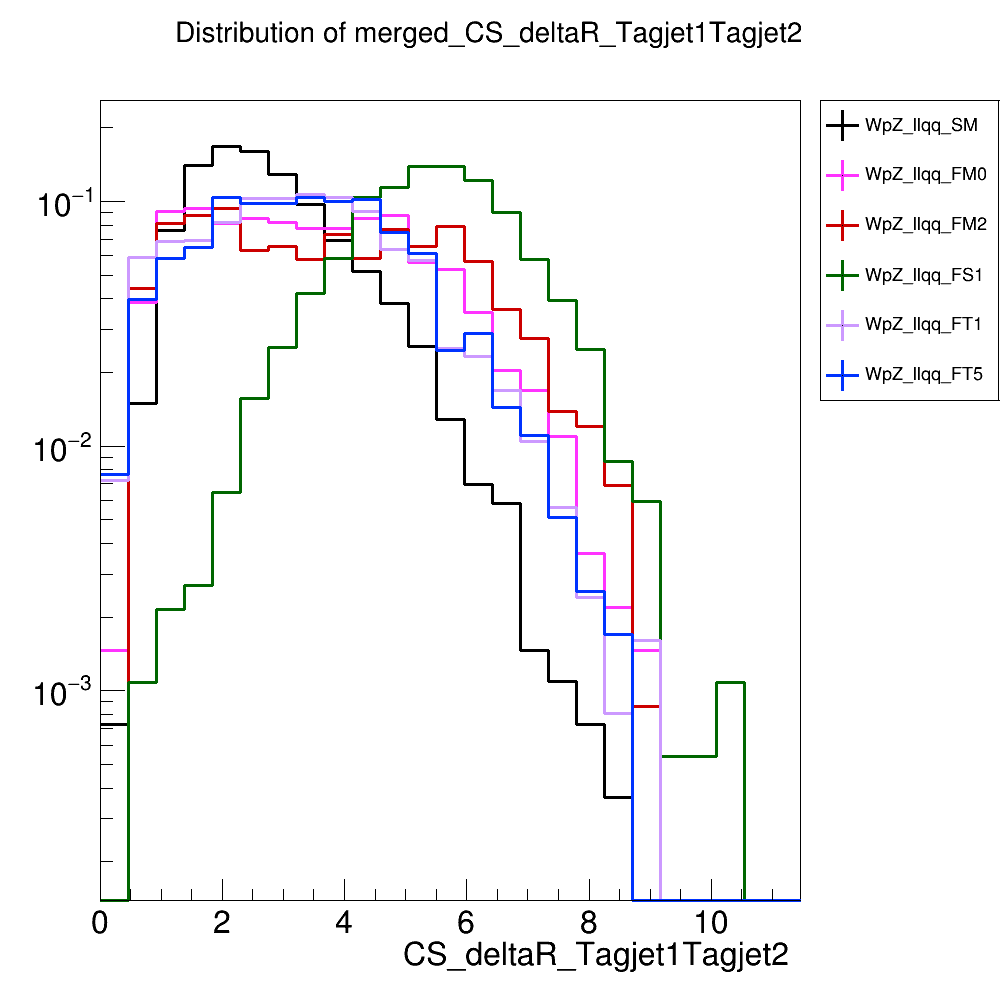 Distribution of merged_CS_deltaR_Tagjet1Tagjet2
WpZ_llqq_SM
WpZ_llqq_FM0
WpZ_llqq_FM2
WpZ_llqq_FS1
WpZ_llqq_FT1
WpZ_llqq_FT5
10−1
10−2
10−3
0 2 4 6 8 10
CS_deltaR_Tagjet1Tagjet2